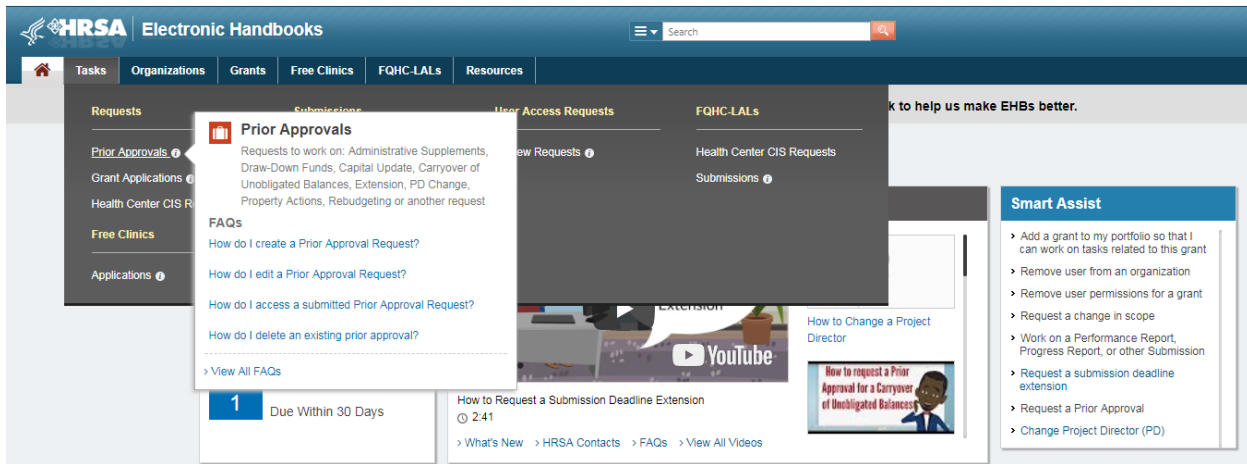 HRSA Electronic Handbooks
Search
Tasks Organizations Grants Free Clinics FQHC-LALs Resources
k to help us make EHBs better.
Requests
Submissions
User Access Requests
FQHC-LALs
Prior Approvals
Grant Applications
Health Center CIS R
Free Clinics
Applications
Prior Approvals
Requests to work on: Administrative Supplements,
Draw-Down Funds, Capital Update, Carryover of
Unobligated Balances, Extension, PD Change,
Property Actions, Rebudgeting or another request
FAQs
How do I create a Prior Approval Request?
How do I edit a Prior Approval Request?
How do I access a submitted Prior Approval Request?
How do I delete an existing prior approval?
› View All FAQs
ew Requests
Health Center CIS Requests
Submissions
1 Due Within 30 Days
Extension
YouTube
How to Request a Submission Deadline Extension
2:41
› What's New › HRSA Contacts › FAQs › View All Videos
How to Change a Project
Director
How to request a Prior
Approval for a Carryover
of Unobligated Balances
Smart Assist
› Add a grant to my portfolio so that I
can work on tasks related to this grant
› Remove user from an organization
› Remove user permissions for a grant
› Request a change in scope
› Work on a Performance Report,
Progress Report, or other Submission
› Request a submission deadline
extension
› Request a Prior Approval
› Change Project Director (PD)